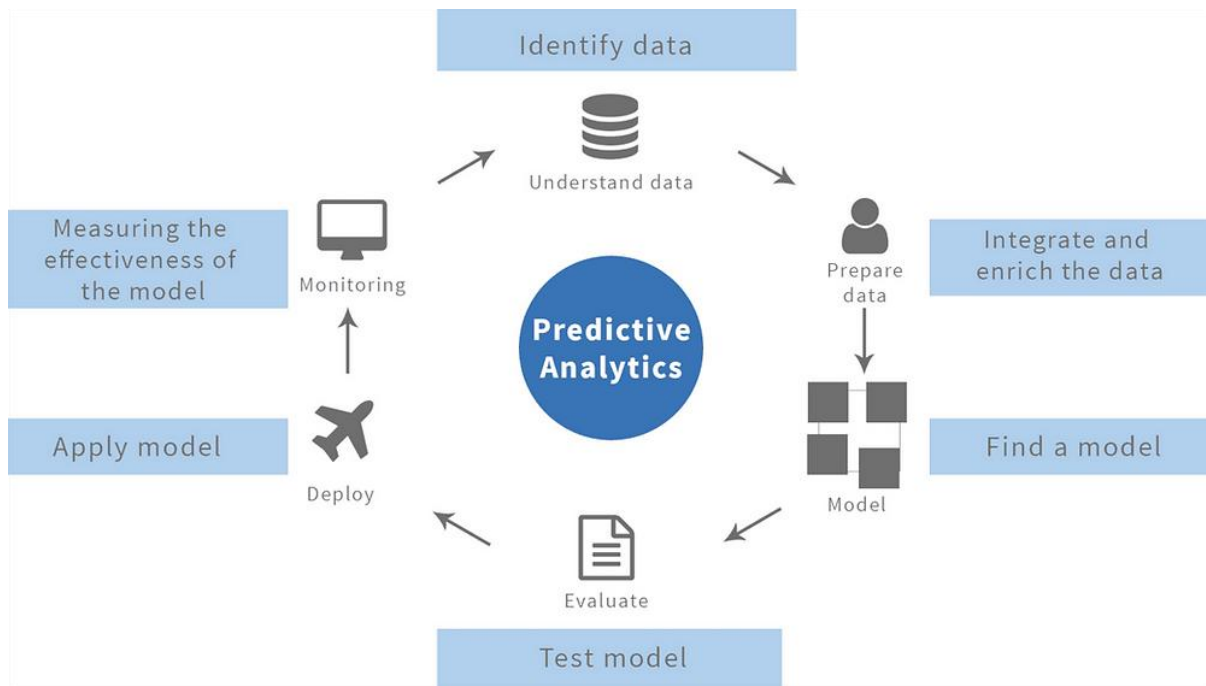 Identify data
Understand data
Prepare
data
Integrate and
enrich the data
Model
Find a model
Evaluate
Test model
Deploy
Apply model
Monitoring
Measuring the
effectiveness of
the model
Predictive
Analytics